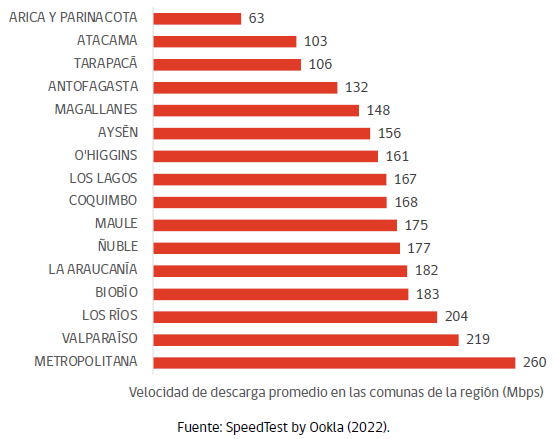 ARICA Y PARINACOTA 63
ATACAMA 103
TARAPACÁ 106
ANTOFAGASTA 132
MAGALLANES 148
AYSÉN 156
O'HIGGINS 161
LOS LAGOS 167
COQUIMBO 168
MAULE 175
ÑUBLE 177
LA ARAUCANÍA 182
BIOBÍO 183
LOS RÍOS 204
VALPARAÍSO 219
METROPOLITANA 260
Velocidad de descarga promedio en las comunas de la región (Mbps)
Fuente: SpeedTest by Ookla (2022).